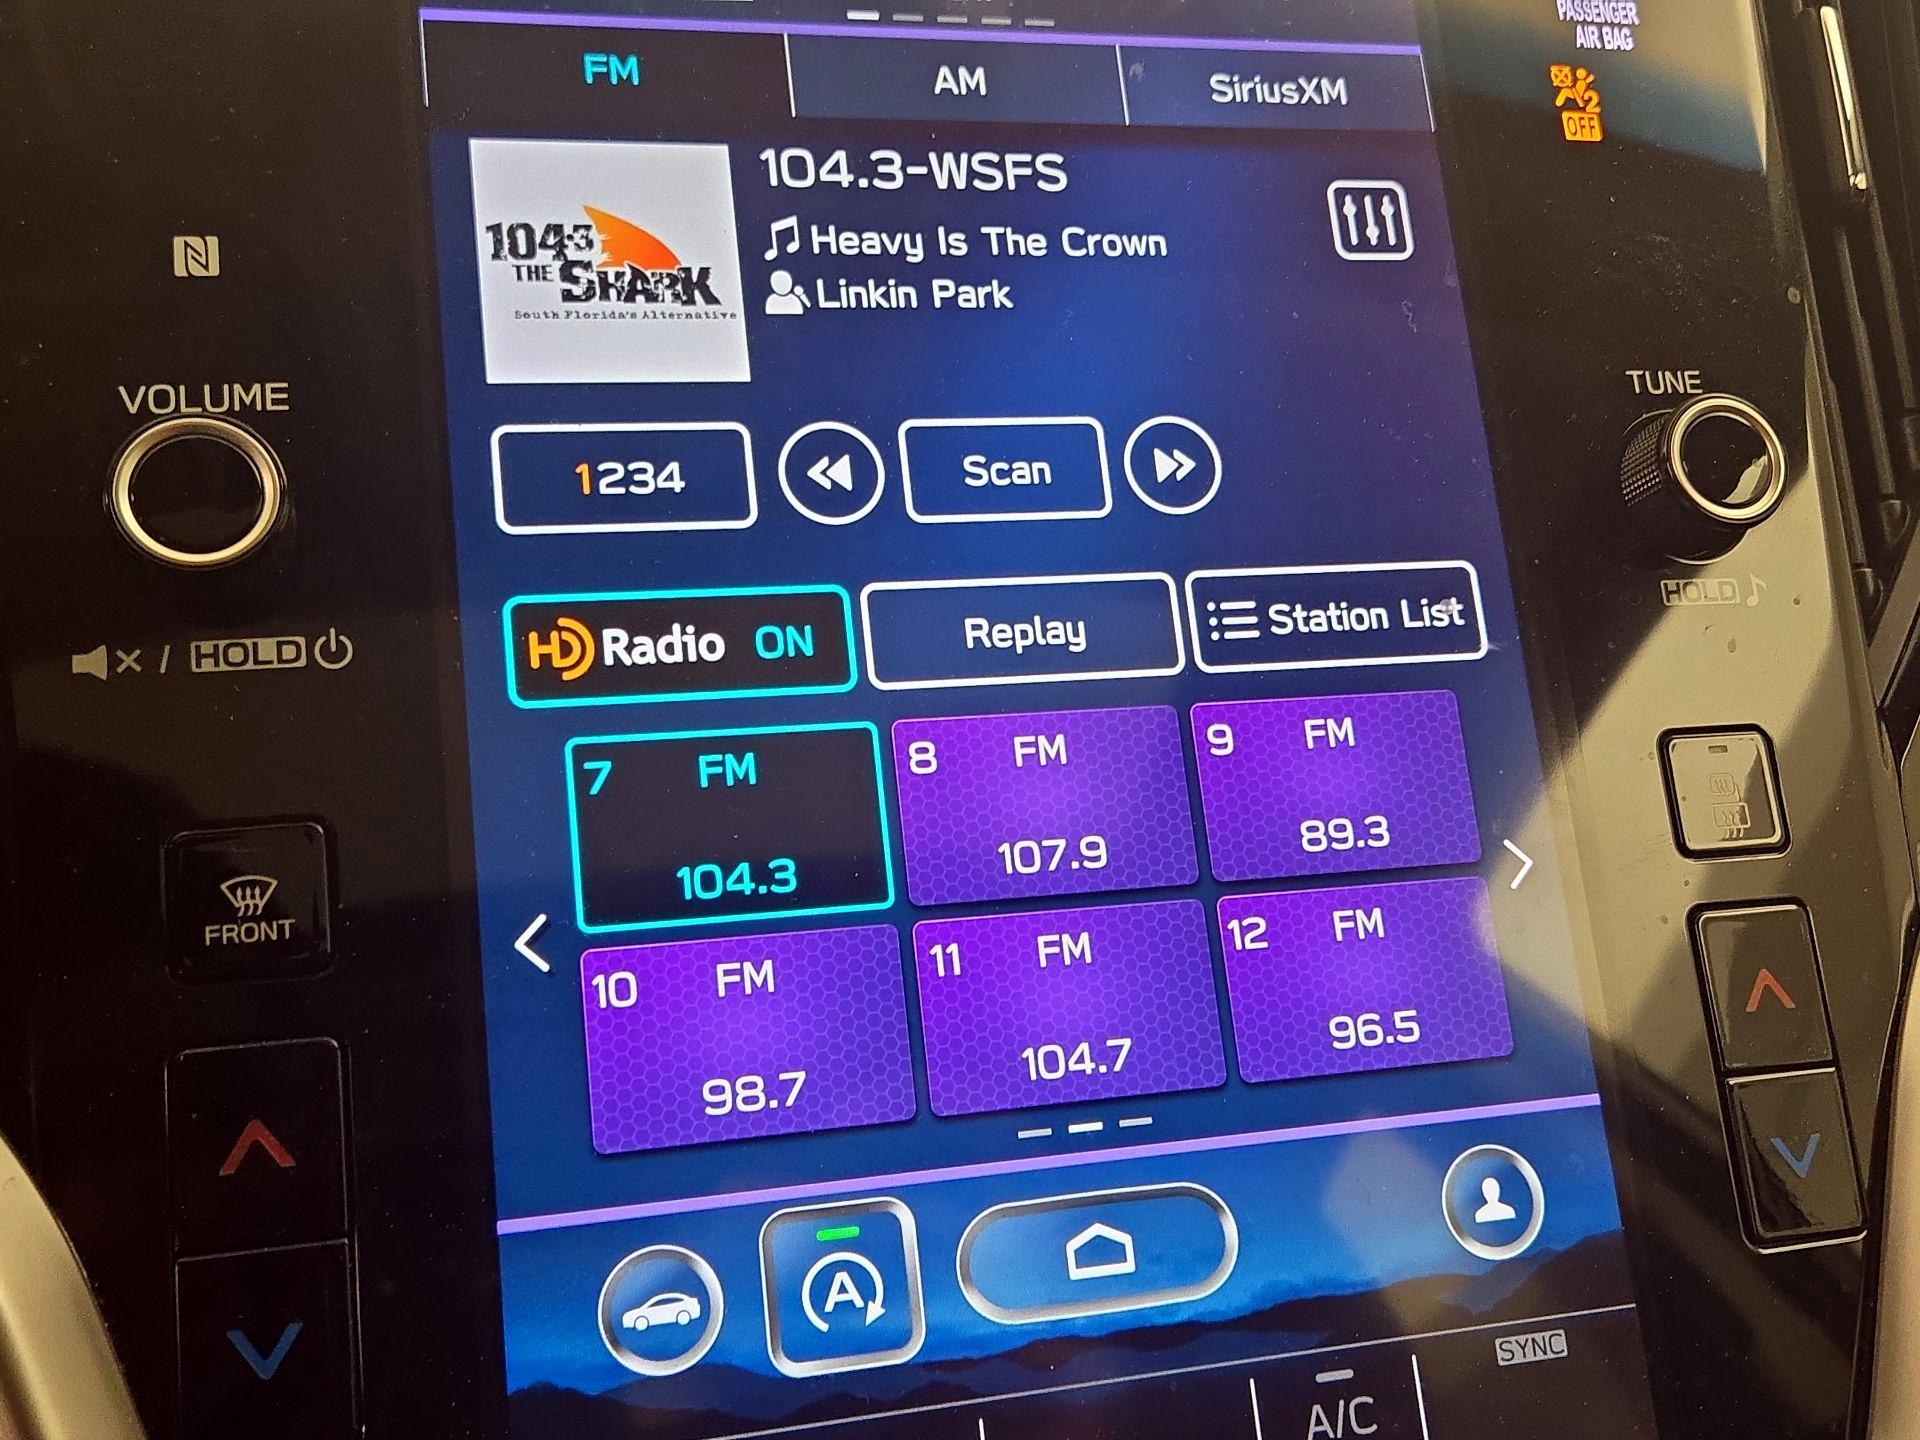 PASSENGER
AIR BAG
2
OFF
FM
AM
SiriusXM
104.3-WSFS
Heavy Is The Crown
Linkin Park
104.3
THE SHARK
South Florida's Alternative
VOLUME
TUNE
1234
Scan
HOLD
HD Radio ON
Replay
Station List
/ HOLD
7 FM
104.3
8 FM
107.9
9 FM
89.3
FRONT
10 FM
98.7
11 FM
104.7
12 FM
96.5
A
SYNC
A/C